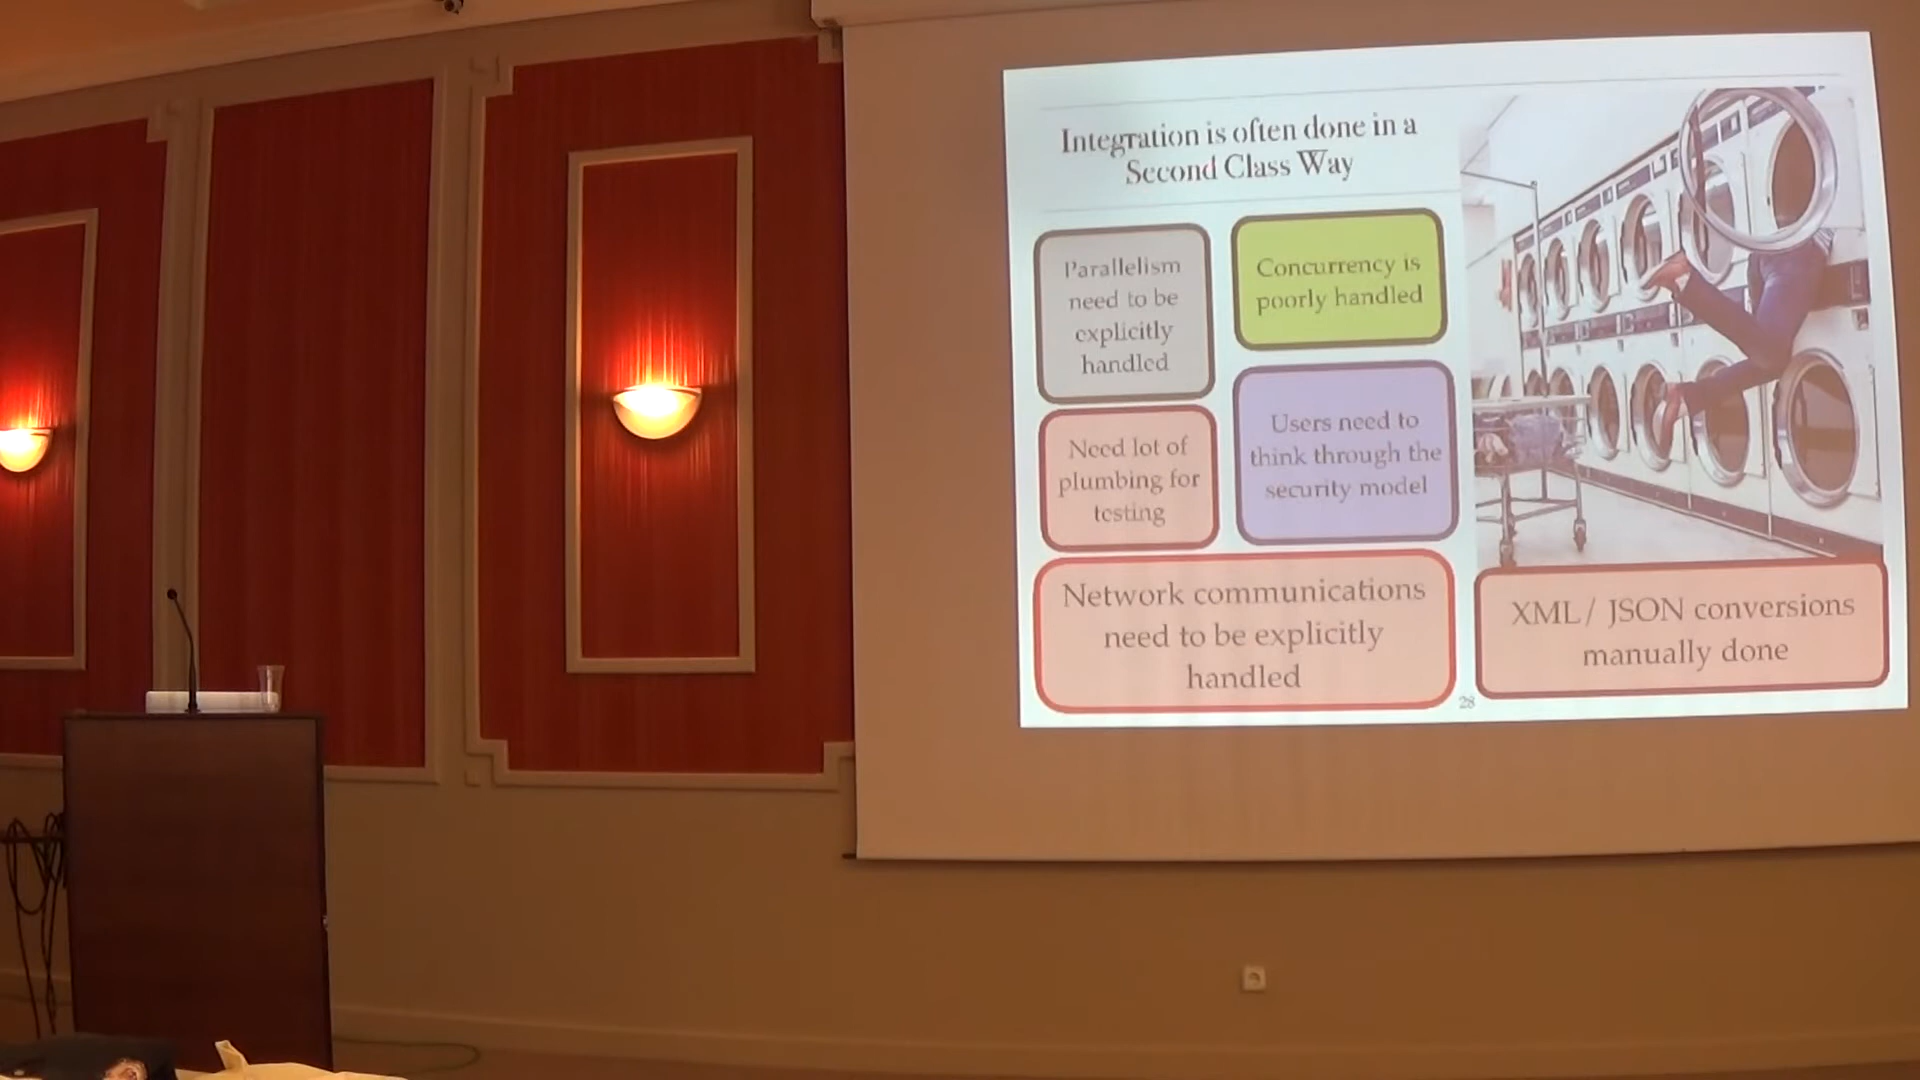 Integration is often done in a
Second Class Way
Parallelism
need to be
explicitly
handled
Concurrency is
poorly handled
Need lot of
plumbing for
testing
Users need to
think through the
security model
Network communications
need to be explicitly
handled
XML/ JSON conversions
manually done
28